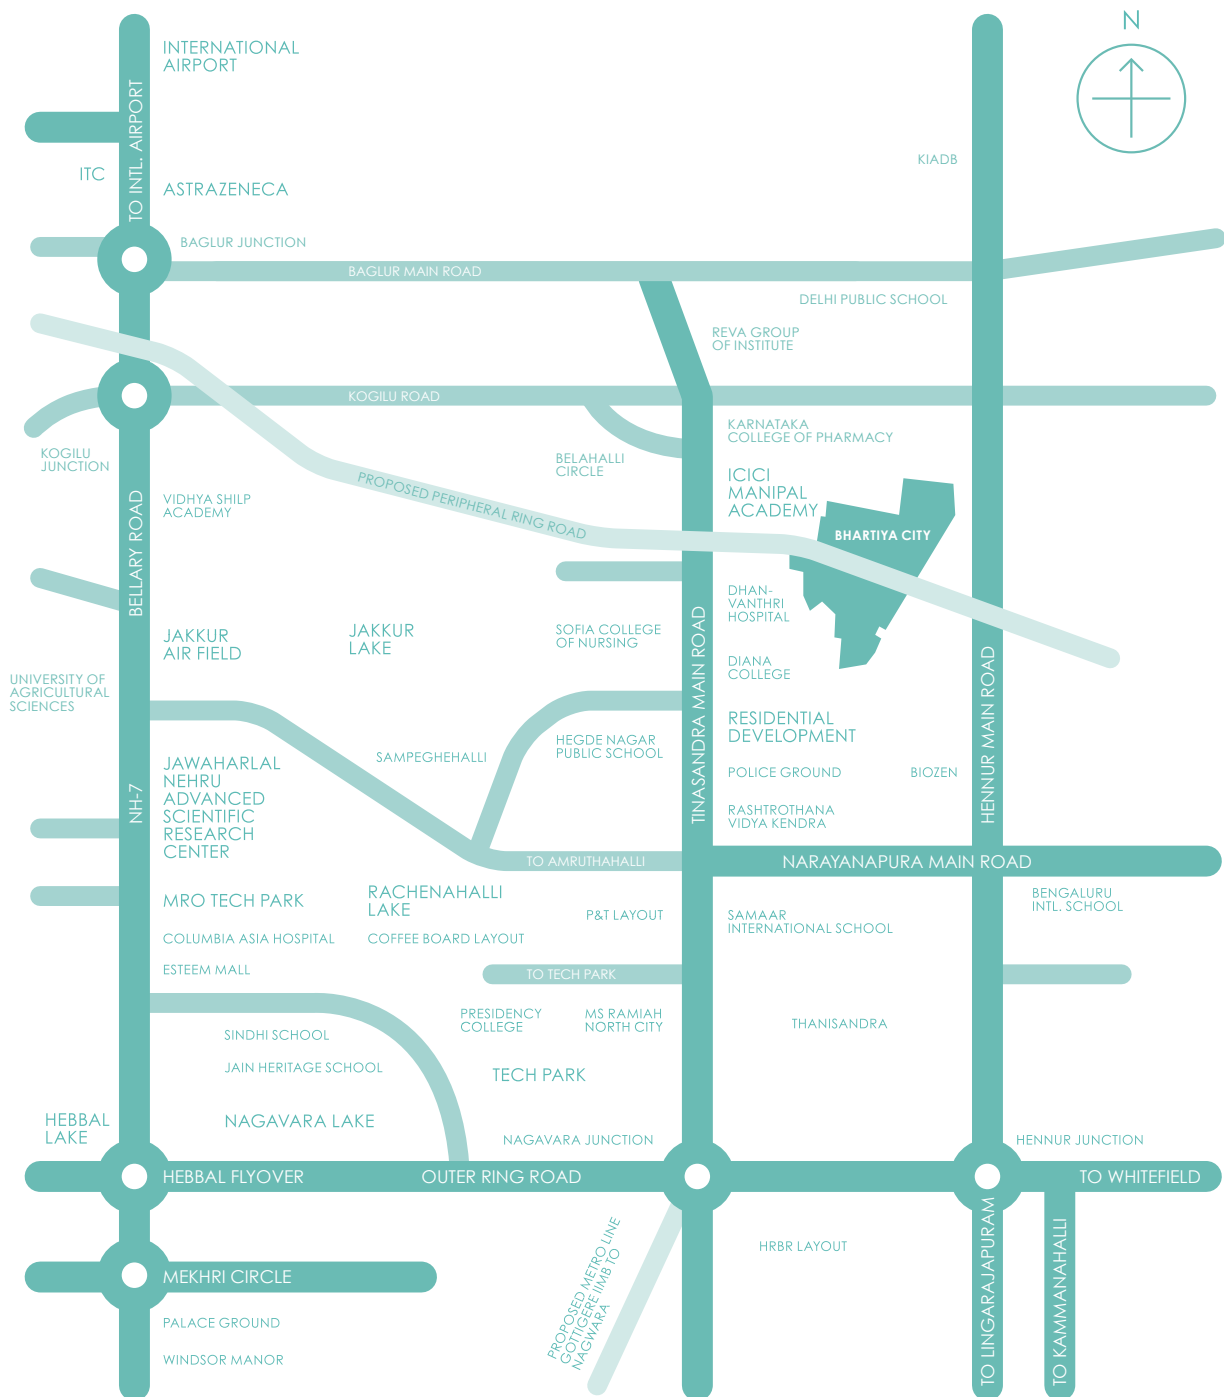 N
INTERNATIONAL
AIRPORT
TO INTL. AIRPORT
KIADB
ITC
ASTRAZENECA
BAGLUR JUNCTION
BAGLUR MAIN ROAD
DELHI PUBLIC SCHOOL
REVA GROUP
OF INSTITUTE
KOGILU ROAD
KARNATAKA
COLLEGE OF PHARMACY
KOGILU
JUNCTION
BELAHALLI
CIRCLE
ICICI
MANIPAL
ACADEMY
VIDHYA SHILP
ACADEMY
PROPOSED PERIPHERAL RING ROAD
BHARTIYA CITY
BELLARY ROAD
DHAN-
VANTHRI
HOSPITAL
JAKKUR
AIR FIELD
JAKKUR
LAKE
SOFIA COLLEGE
OF NURSING
TINASANDRA MAIN ROAD
HENNUR MAIN ROAD
DIANA
COLLEGE
UNIVERSITY OF
AGRICULTURAL
SCIENCES
RESIDENTIAL
DEVELOPMENT
SAMPEGHEHALLI
HEGDE NAGAR
PUBLIC SCHOOL
JAWAHARLAL
NEHRU
ADVANCED
SCIENTIFIC
RESEARCH
CENTER
NH-7
POLICE GROUND
BIOZEN
RASHTROTHANA
VIDYA KENDRA
TO AMRUTHAHALLI
NARAYANAPURA MAIN ROAD
MRO TECH PARK
RACHENAHALLI
LAKE
BENGALURU
INTL. SCHOOL
P&T LAYOUT
SAMAAR
INTERNATIONAL SCHOOL
COLUMBIA ASIA HOSPITAL
COFFEE BOARD LAYOUT
ESTEEM MALL
TO TECH PARK
PRESIDENCY
COLLEGE
MS RAMIAH
NORTH CITY
THANISANDRA
SINDHI SCHOOL
JAIN HERITAGE SCHOOL
TECH PARK
HEBBAL
LAKE
NAGAVARA LAKE
NAGAVARA JUNCTION
HENNUR JUNCTION
HEBBAL FLYOVER
OUTER RING ROAD
TO WHITEFIELD
PROPOSED METRO LINE
GOTTIGERE IIMB TO
NAGWARA
HRBR LAYOUT
TO LINGARAJAPURAM
TO KAMMANAHALLI
MEKHRI CIRCLE
PALACE GROUND
WINDSOR MANOR